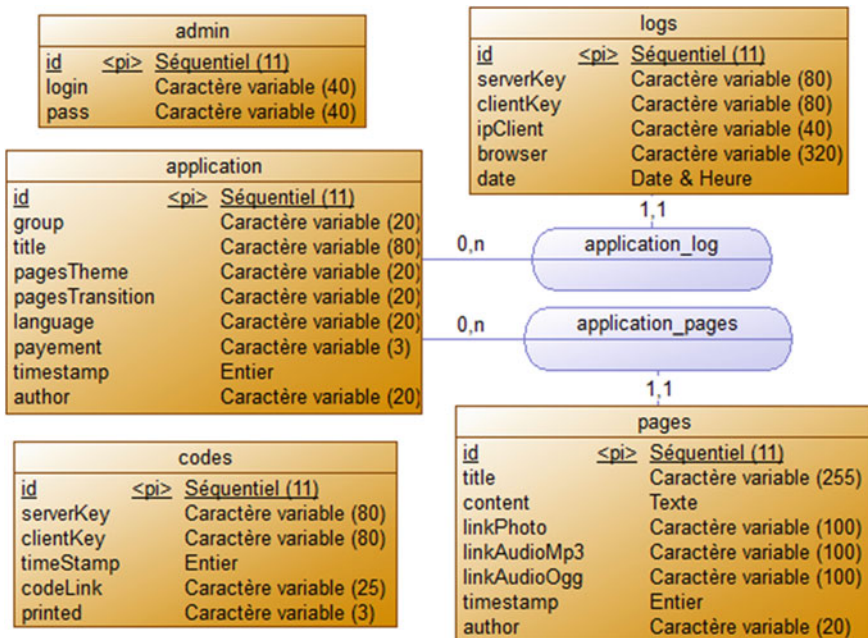 admin
id <pi> Séquentiel (11)
login Caractère variable (40)
pass Caractère variable (40)
logs
id <pi> Séquentiel (11)
serverKey Caractère variable (80)
clientKey Caractère variable (80)
ipClient Caractère variable (40)
browser Caractère variable (320)
date Date & Heure
application
id <pi> Séquentiel (11)
group Caractère variable (20)
title Caractère variable (80)
pagesTheme Caractère variable (20)
pagesTransition Caractère variable (20)
language Caractère variable (20)
payement Caractère variable (3)
timestamp Entier
author Caractère variable (20)
1,1
0,n
application_log
0,n
application_pages
1,1
codes
id <pi> Séquentiel (11)
serverKey Caractère variable (80)
clientKey Caractère variable (80)
timeStamp Entier
codeLink Caractère variable (25)
printed Caractère variable (3)
pages
id <pi> Séquentiel (11)
title Caractère variable (255)
content Texte
linkPhoto Caractère variable (100)
linkAudioMp3 Caractère variable (100)
linkAudioOgg Caractère variable (100)
timestamp Entier
author Caractère variable (20)